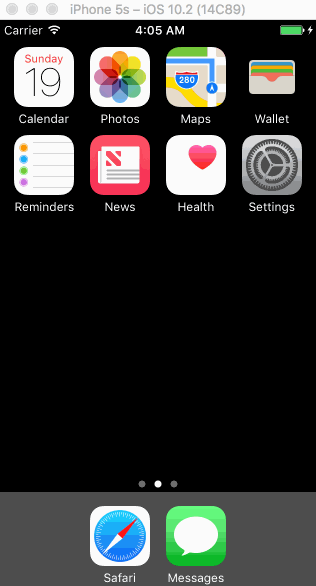 iPhone 5s – iOS 10.2 (14C89)
Carrier 4:05 AM
Sunday
19
280
Calendar Photos Maps Wallet
Reminders News Health Settings
Safari Messages